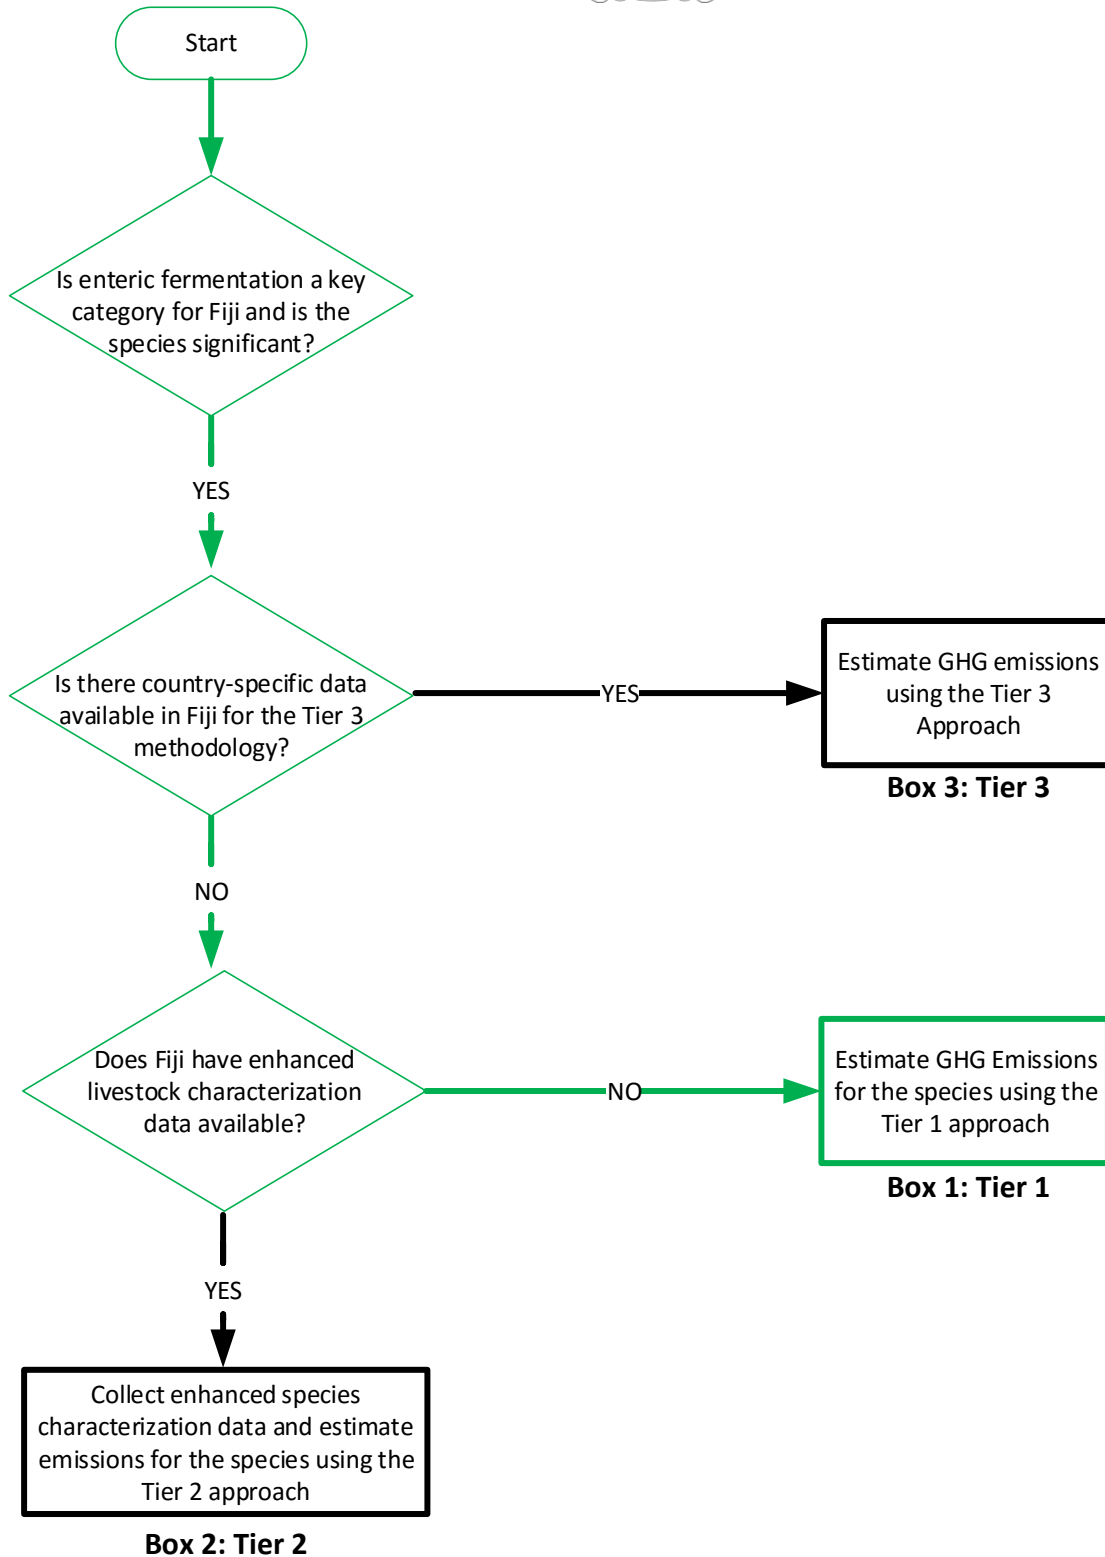 Start
Is enteric fermentation a key
category for Fiji and is the
species significant?
YES
Is there country-specific data
available in Fiji for the Tier 3
methodology?
YES
Estimate GHG emissions
using the Tier 3
Approach
Box 3: Tier 3
NO
Does Fiji have enhanced
livestock characterization
data available?
NO
Estimate GHG Emissions
for the species using the
Tier 1 approach
Box 1: Tier 1
YES
Collect enhanced species
characterization data and estimate
emissions for the species using the
Tier 2 approach
Box 2: Tier 2